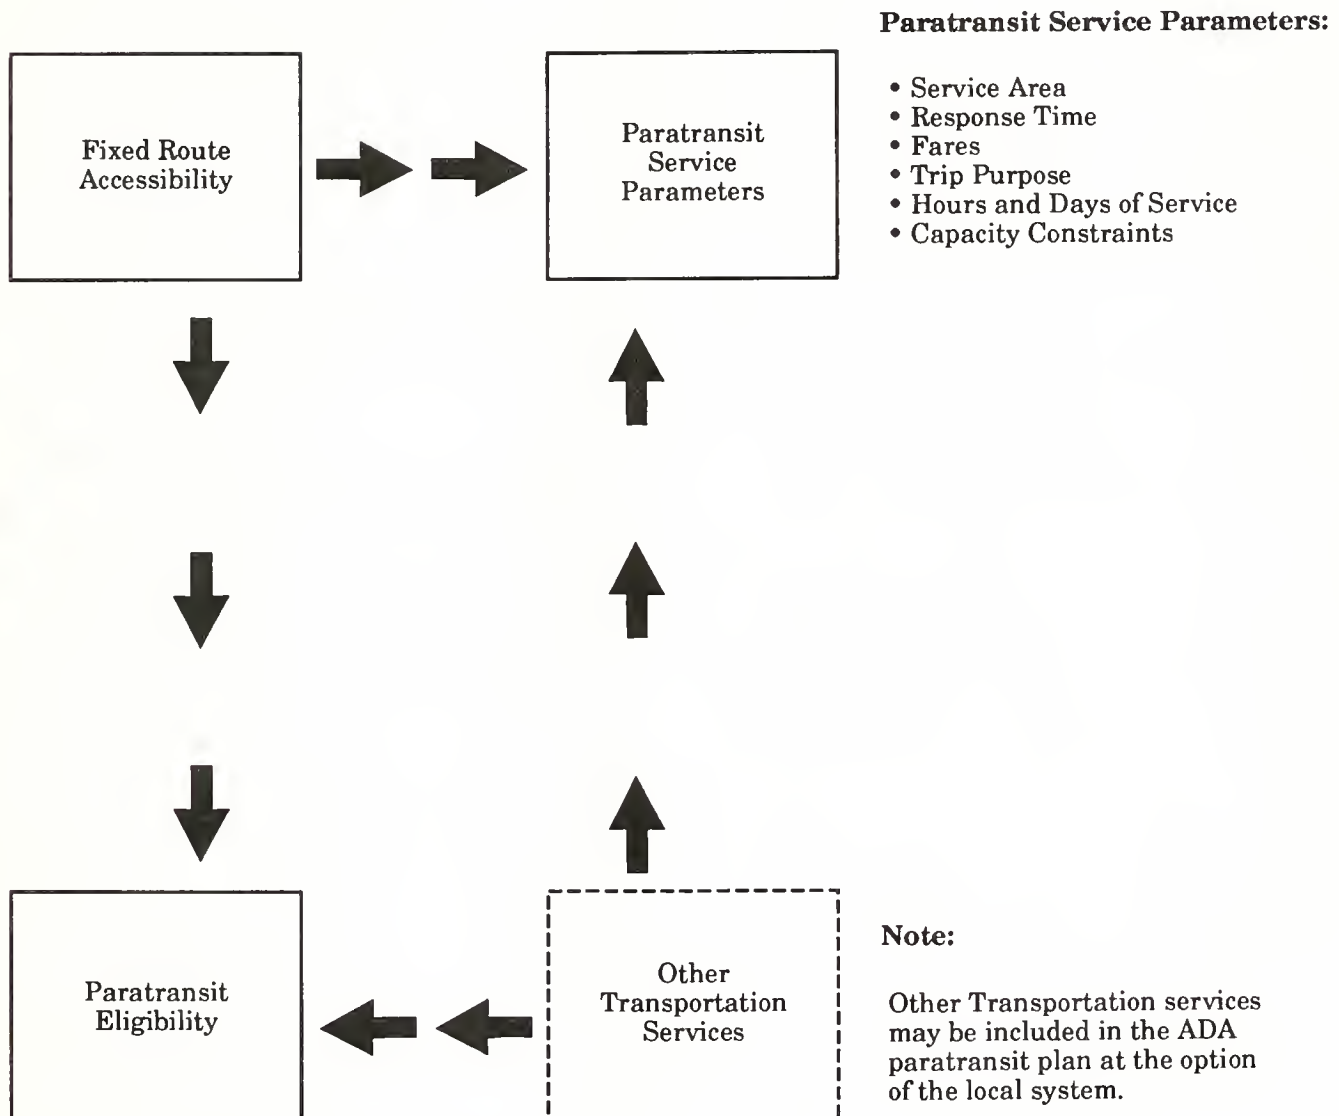 Paratransit Service Parameters:
Fixed Route
Accessibility
Paratransit
Service
Parameters
• Service Area
• Response Time
• Fares
• Trip Purpose
• Hours and Days of Service
• Capacity Constraints
Paratransit
Eligibility
Other
Transportation
Services
Note:
Other Transportation services
may be included in the ADA
paratransit plan at the option
of the local system.